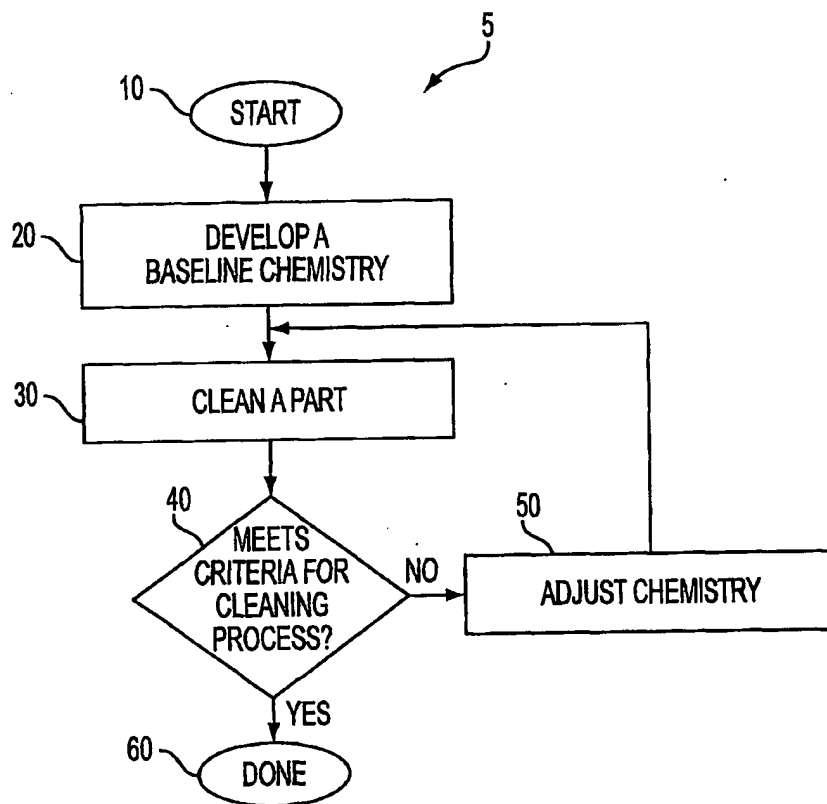 5
10
START
20
DEVELOP A
BASELINE CHEMISTRY
30
CLEAN A PART
40
MEETS
CRITERIA FOR
CLEANING
PROCESS?
NO
50
ADJUST CHEMISTRY
YES
60
DONE